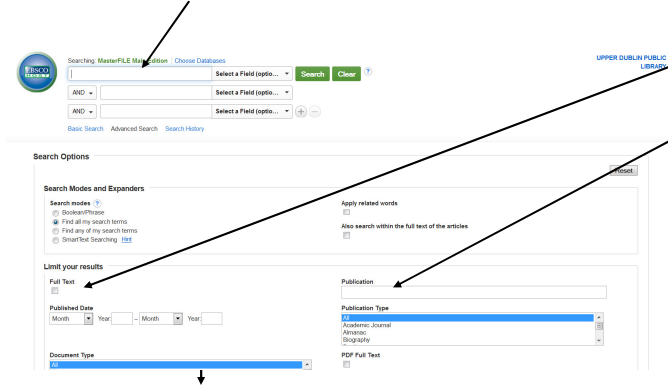 EBSCO HOST
Searching: MasterFILE Main Edition | Choose Databases
UPPER DUBLIN PUBLIC LIBRARY
Select a Field (optio... Search Clear ?
AND Select a Field (optio...
AND Select a Field (optio... + −
Basic Search Advanced Search Search History
Search Options
Reset
Search Modes and Expanders
Search modes ?
Boolean/Phrase
Find all my search terms
Find any of my search terms
SmartText Searching Hint
Apply related words
Also search within the full text of the articles
Limit your results
Full Text
Publication
Published Date
Month Year: – Month Year:
Publication Type
All
Academic Journal
Almanac
Biography
Document Type
All
PDF Full Text